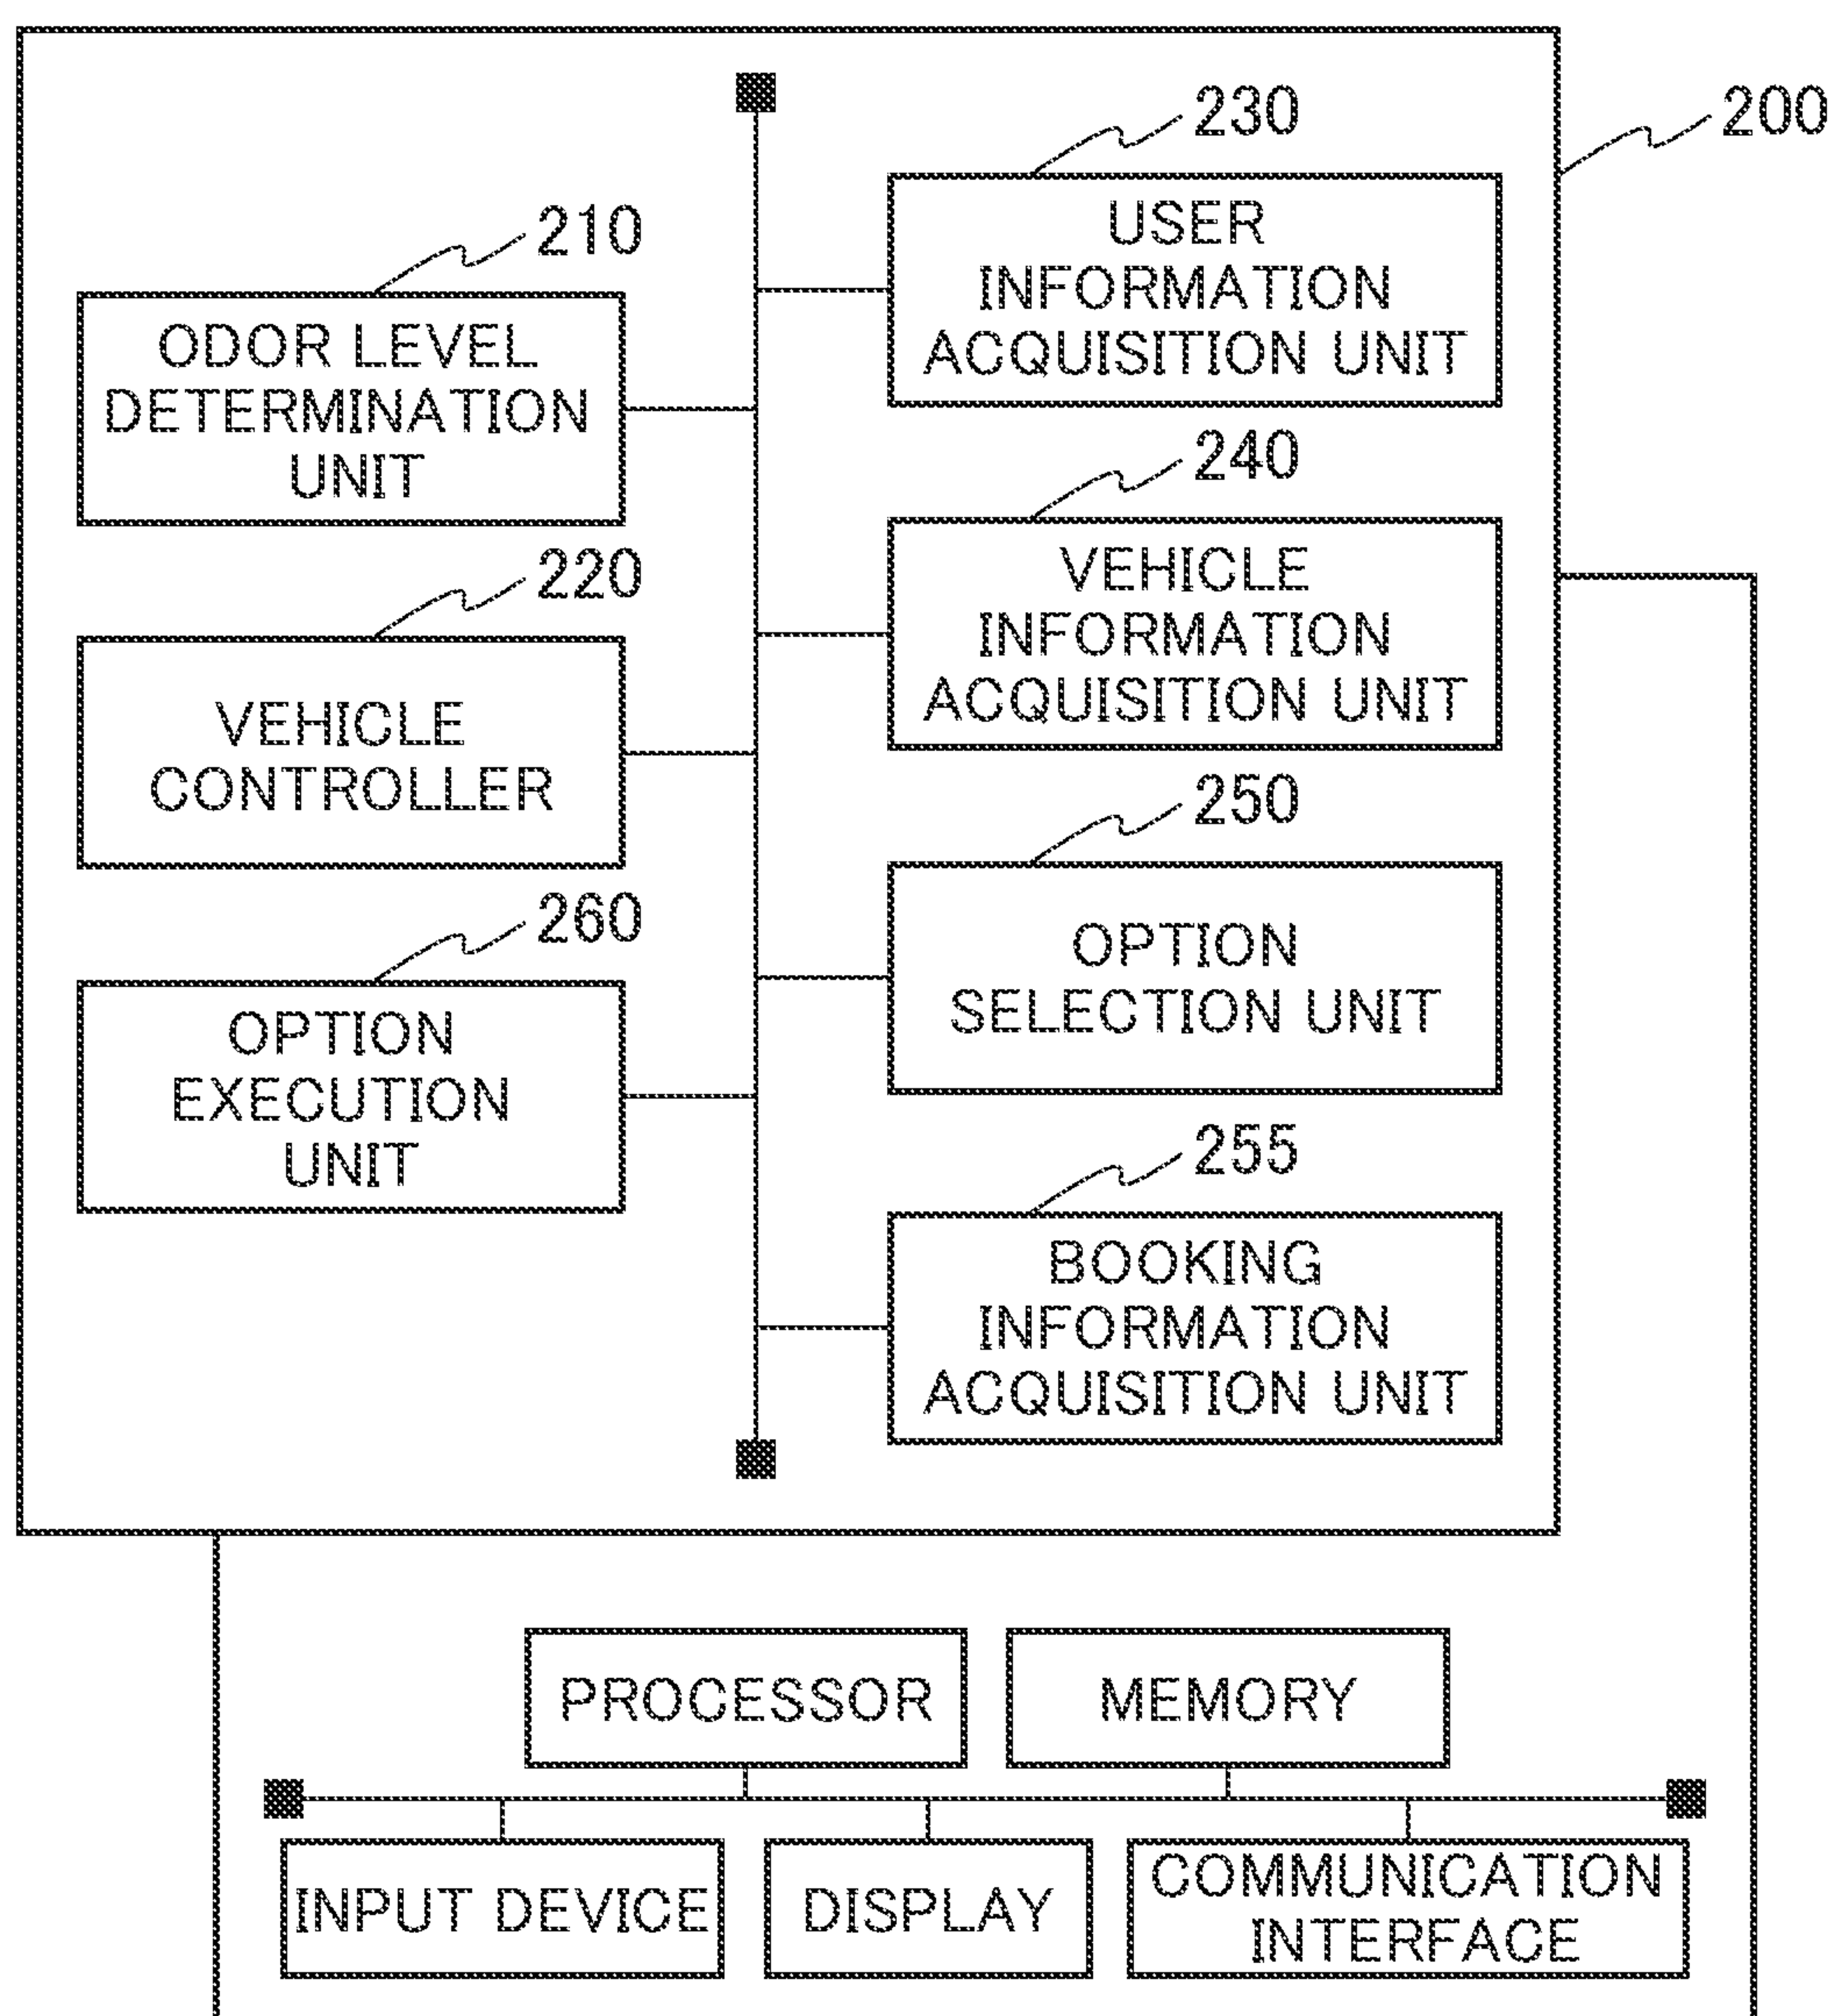 200
210
ODOR LEVEL
DETERMINATION
UNIT
220
VEHICLE
CONTROLLER
260
OPTION
EXECUTION
UNIT
230
USER
INFORMATION
ACQUISITION UNIT
240
VEHICLE
INFORMATION
ACQUISITION UNIT
250
OPTION
SELECTION UNIT
255
BOOKING
INFORMATION
ACQUISITION UNIT
PROCESSOR
MEMORY
INPUT DEVICE
DISPLAY
COMMUNICATION
INTERFACE